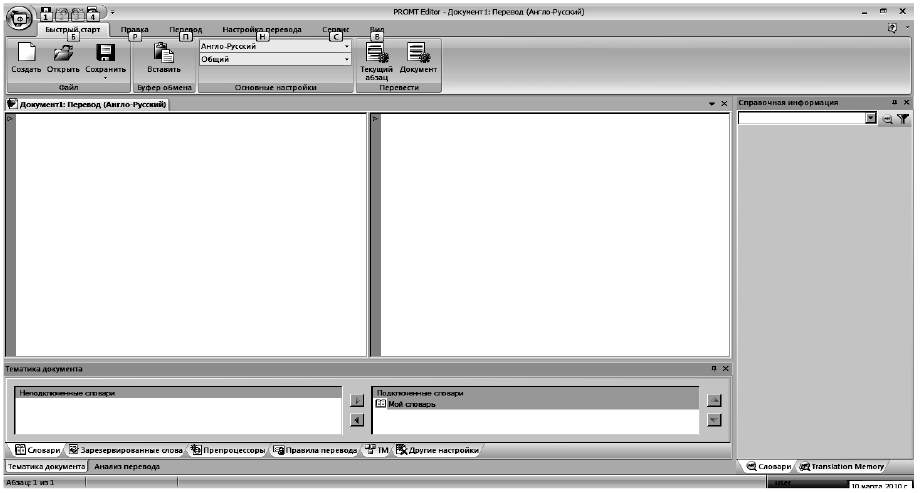 PROMT Editor - Документ1: Перевод (Англо-Русский)
1 2 3 4
Быстрый старт Правка Перевод Настройка перевода Сервис Вид
Б Р П Н С В
Создать Открыть Сохранить Вставить Англо-Русский Общий Текущий абзац Документ
Файл Буфер обмена Основные настройки Перевести
Документ1: Перевод (Англо-Русский)
Справочная информация
Тематика документа
Неподключенные словари
Подключенные словари
Мой словарь
Словари Зарезервированные слова Препроцессоры Правила перевода ТМ Другие настройки
Тематика документа Анализ перевода
Словари Translation Memory
Абзац: 1 из 1
user
10 марта 2010 г.